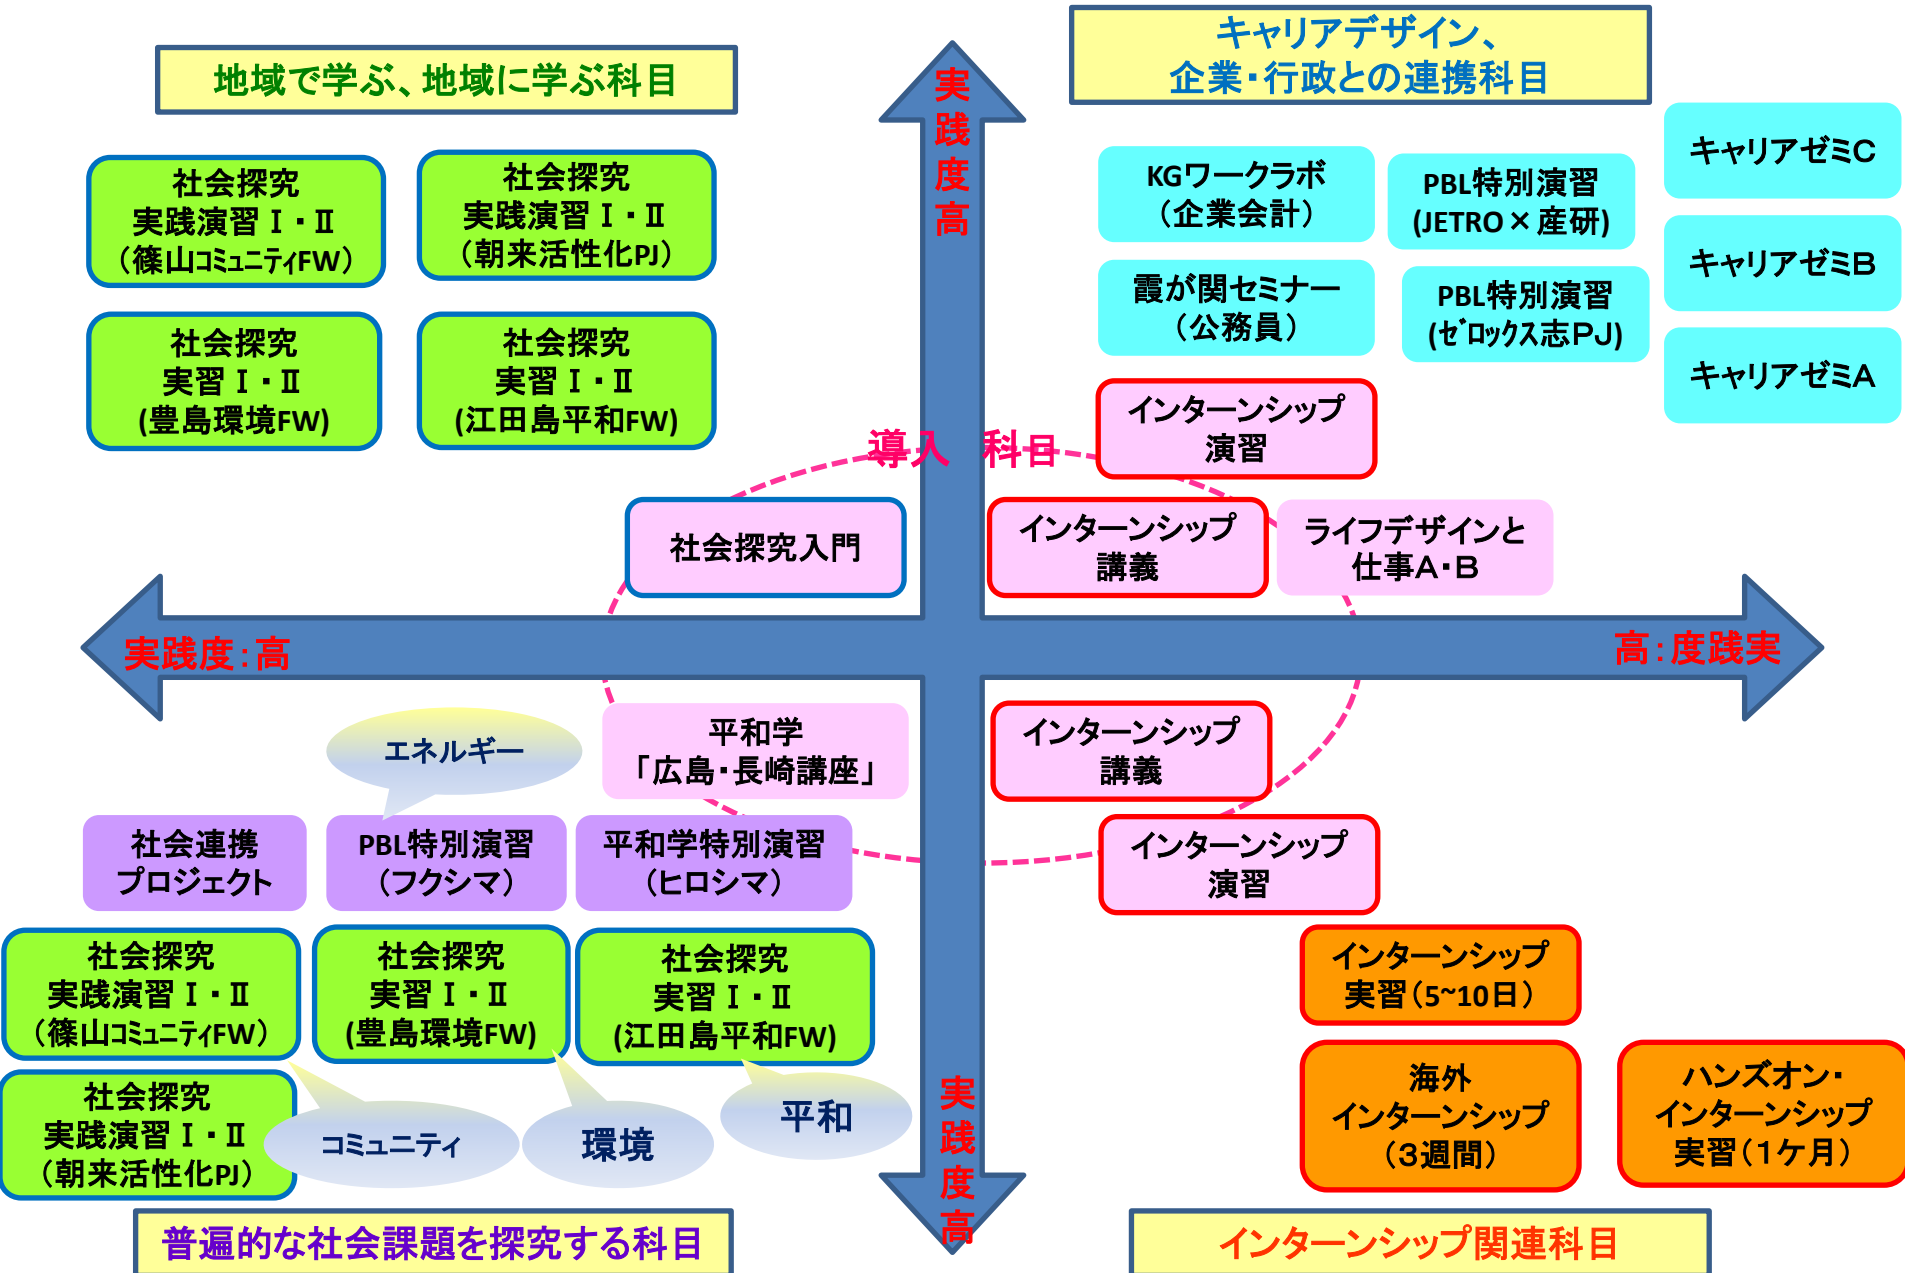 地域で学ぶ、地域に学ぶ科目
社会探究
実践演習Ⅰ・Ⅱ
（篠山ｺﾐｭﾆﾃｨFW）
社会探究
実践演習Ⅰ・Ⅱ
（朝来活性化PJ）
社会探究
実習Ⅰ・Ⅱ
(豊島環境FW)
社会探究
実習Ⅰ・Ⅱ
(江田島平和FW)
社会探究入門
実践度高
導入 科目
キャリアデザイン、
企業・行政との連携科目
KGワークラボ
（企業会計）
PBL特別演習
(JETRO×産研)
キャリアゼミC
霞が関セミナー
（公務員）
PBL特別演習
(ｾﾞﾛｯｸｽ志ＰＪ)
キャリアゼミB
キャリアゼミA
インターンシップ
演習
インターンシップ
講義
ライフデザインと
仕事A・B
実践度：高
高：度践実
エネルギー
平和学
「広島・長崎講座」
社会連携
プロジェクト
PBL特別演習
（フクシマ）
平和学特別演習
（ヒロシマ）
社会探究
実践演習Ⅰ・Ⅱ
（篠山ｺﾐｭﾆﾃｨFW）
社会探究
実習Ⅰ・Ⅱ
(豊島環境FW)
社会探究
実習Ⅰ・Ⅱ
(江田島平和FW)
社会探究
実践演習Ⅰ・Ⅱ
（朝来活性化PJ）
コミュニティ
環境
平和
普遍的な社会課題を探究する科目
実践度高
インターンシップ
講義
インターンシップ
演習
インターンシップ
実習（5~10日）
海外
インターンシップ
（３週間）
ハンズオン・
インターンシップ
実習（１ケ月）
インターンシップ関連科目